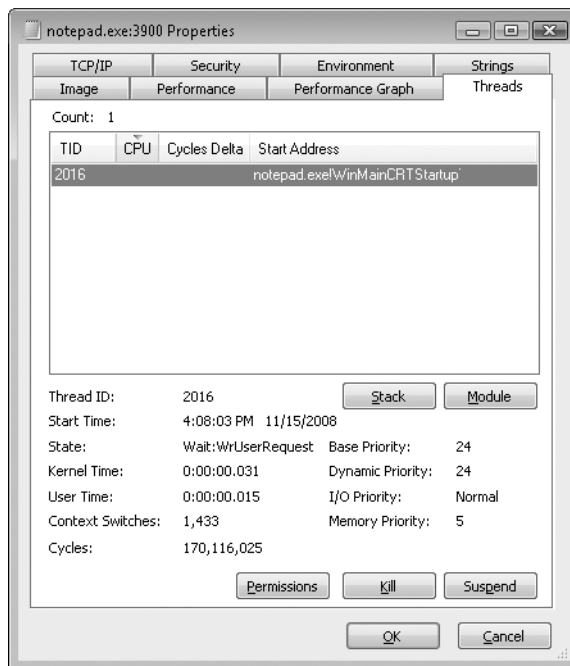 notepad.exe:3900 Properties
TCP/IP Security Environment Strings
Image Performance Performance Graph Threads
Count: 1
TID CPU Cycles Delta Start Address
2016 notepad.exe!WinMainCRTStartup
Thread ID: 2016 Stack Module
Start Time: 4:08:03 PM 11/15/2008
State: Wait:WrUserRequest Base Priority: 24
Kernel Time: 0:00:00.031 Dynamic Priority: 24
User Time: 0:00:00.015 I/O Priority: Normal
Context Switches: 1,433 Memory Priority: 5
Cycles: 170,116,025
Permissions Kill Suspend
OK Cancel